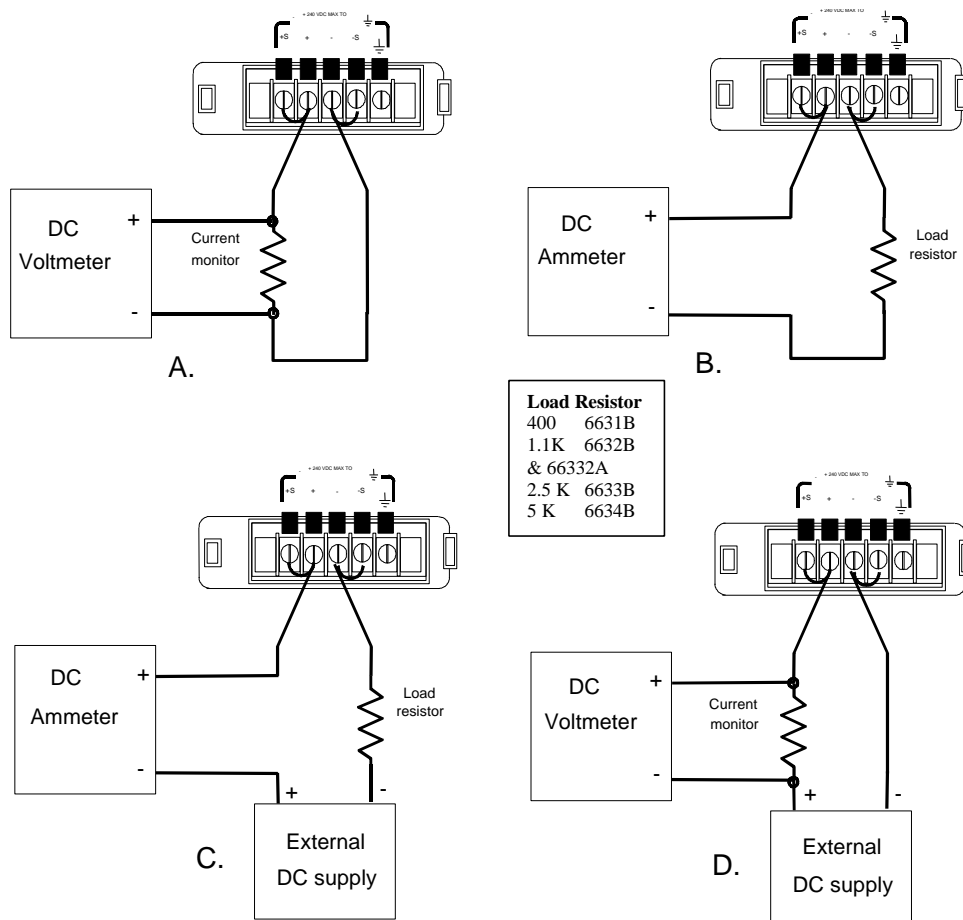 - + 240 VDC MAX TO
+S + - -S
DC
Voltmeter
+
-
Current
monitor
A.
- + 240 VDC MAX TO
+S + - -S
DC
Ammeter
+
-
Load
resistor
B.
Load Resistor
400 6631B
1.1K 6632B
& 66332A
2.5 K 6633B
5 K 6634B
- + 240 VDC MAX TO
+S + - -S
DC
Ammeter
+
-
Load
resistor
+ -
External
DC supply
C.
- + 240 VDC MAX TO
+S + - -S
DC
Voltmeter
+
-
Current
monitor
+ -
External
DC supply
D.